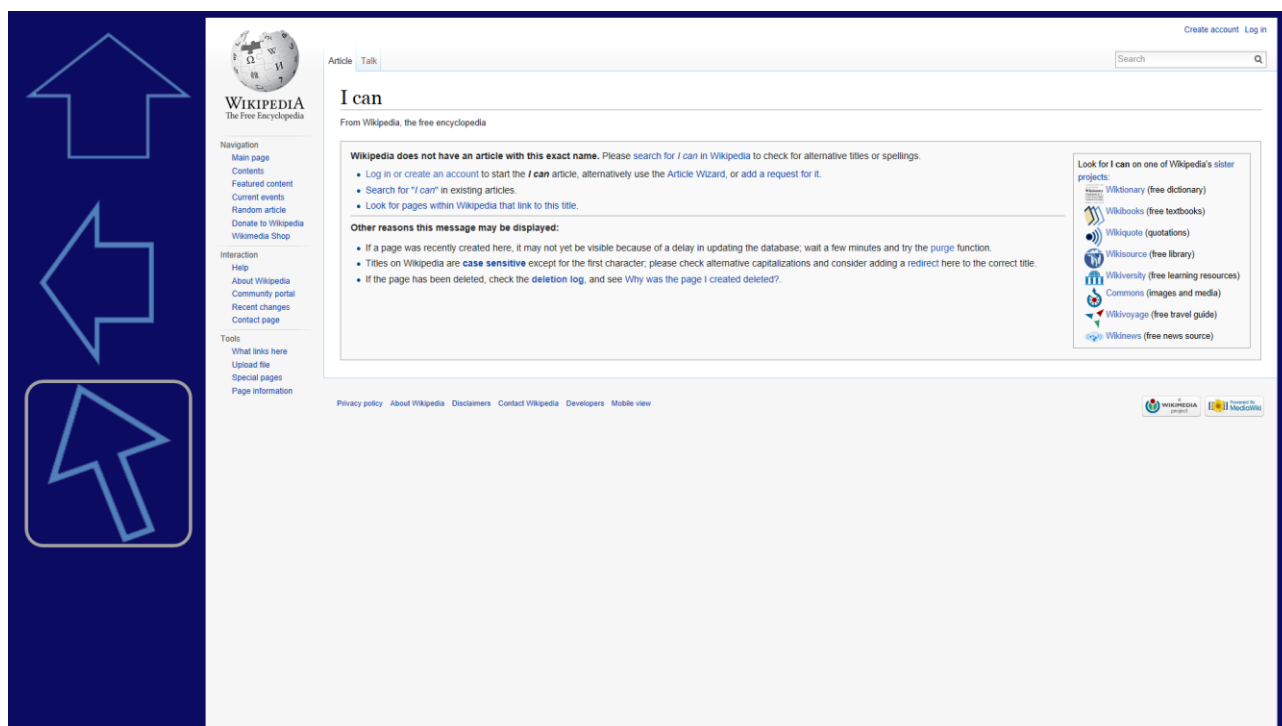 Create account Log in
WIKIPEDIA
The Free Encyclopedia
Article Talk
Search
I can
From Wikipedia, the free encyclopedia
Navigation
Main page
Contents
Featured content
Current events
Random article
Donate to Wikipedia
Wikimedia Shop
Interaction
Help
About Wikipedia
Community portal
Recent changes
Contact page
Tools
What links here
Upload file
Special pages
Page information
Wikipedia does not have an article with this exact name. Please search for I can in Wikipedia to check for alternative titles or spellings.
• Log in or create an account to start the I can article, alternatively use the Article Wizard, or add a request for it.
• Search for "I can" in existing articles.
• Look for pages within Wikipedia that link to this title.
Other reasons this message may be displayed:
• If a page was recently created here, it may not yet be visible because of a delay in updating the database; wait a few minutes and try the purge function.
• Titles on Wikipedia are case sensitive except for the first character; please check alternative capitalizations and consider adding a redirect here to the correct title.
• If the page has been deleted, check the deletion log, and see Why was the page I created deleted?.
Look for I can on one of Wikipedia's sister
projects:
Wiktionary (free dictionary)
Wikibooks (free textbooks)
Wikiquote (quotations)
Wikisource (free library)
Wikiversity (free learning resources)
Commons (images and media)
Wikivoyage (free travel guide)
Wikinews (free news source)
Privacy policy About Wikipedia Disclaimers Contact Wikipedia Developers Mobile view
A
WIKIMEDIA
project
Powered By
MediaWiki